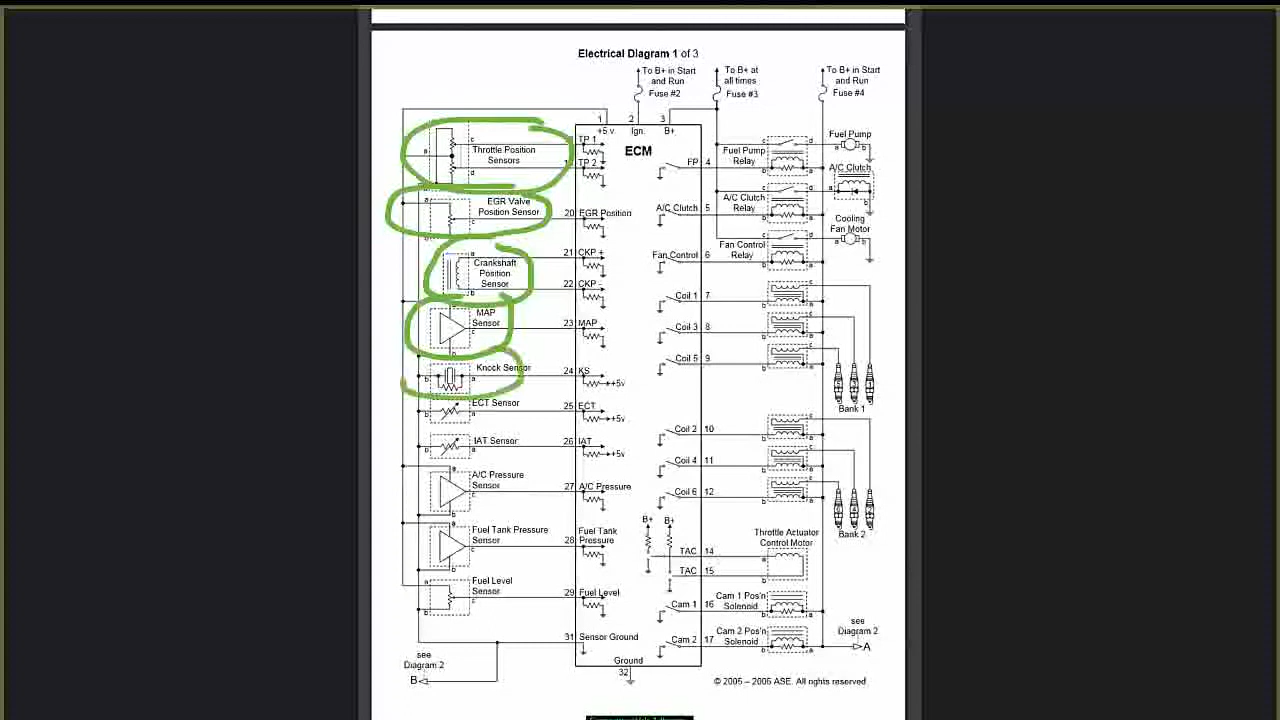 Electrical Diagram 1 of 3
To B+ in Start
and Run
Fuse #2
To B+ at
all times
Fuse #3
To B+ in Start
and Run
Fuse #4
1
2
3
+5 v
Ign.
B+
ECM
Throttle Position
Sensors
c
a
d
b
TP 1
TP 2
EGR Valve
Position Sensor
a
c
20
EGR Position
Crankshaft
Position
Sensor
a
b
21
CKP +
22
CKP -
MAP
Sensor
c
b
23
MAP
Knock Sensor
b
a
24
KS
+5v
ECT Sensor
b
a
25
ECT
+5v
IAT Sensor
b
a
26
IAT
+5v
A/C Pressure
Sensor
a
c
b
27
A/C Pressure
Fuel Tank Pressure
Sensor
a
c
b
28
Fuel Tank
Pressure
Fuel Level
Sensor
a
c
b
29
Fuel Level
31
Sensor Ground
see
Diagram 2
B
Ground
32
FP
4
Fuel Pump
Relay
c
d
b
a
Fuel Pump
a
b
A/C Clutch
5
A/C Clutch
Relay
c
d
b
a
A/C Clutch
a
b
Fan Control
6
Fan Control
Relay
c
d
b
a
Cooling
Fan Motor
a
b
Coil 1
7
b
c
a
Coil 3
8
b
c
a
Coil 5
9
b
c
a
5
3
1
Bank 1
Coil 2
10
b
c
a
Coil 4
11
b
c
a
Coil 6
12
b
c
a
6
4
2
Bank 2
B+
B+
TAC
14
TAC
15
Throttle Actuator
Control Motor
a
b
Cam 1
16
Cam 1 Pos'n
Solenoid
b
a
Cam 2
17
Cam 2 Pos'n
Solenoid
b
a
see
Diagram 2
A
© 2005 – 2006 ASE. All rights reserved